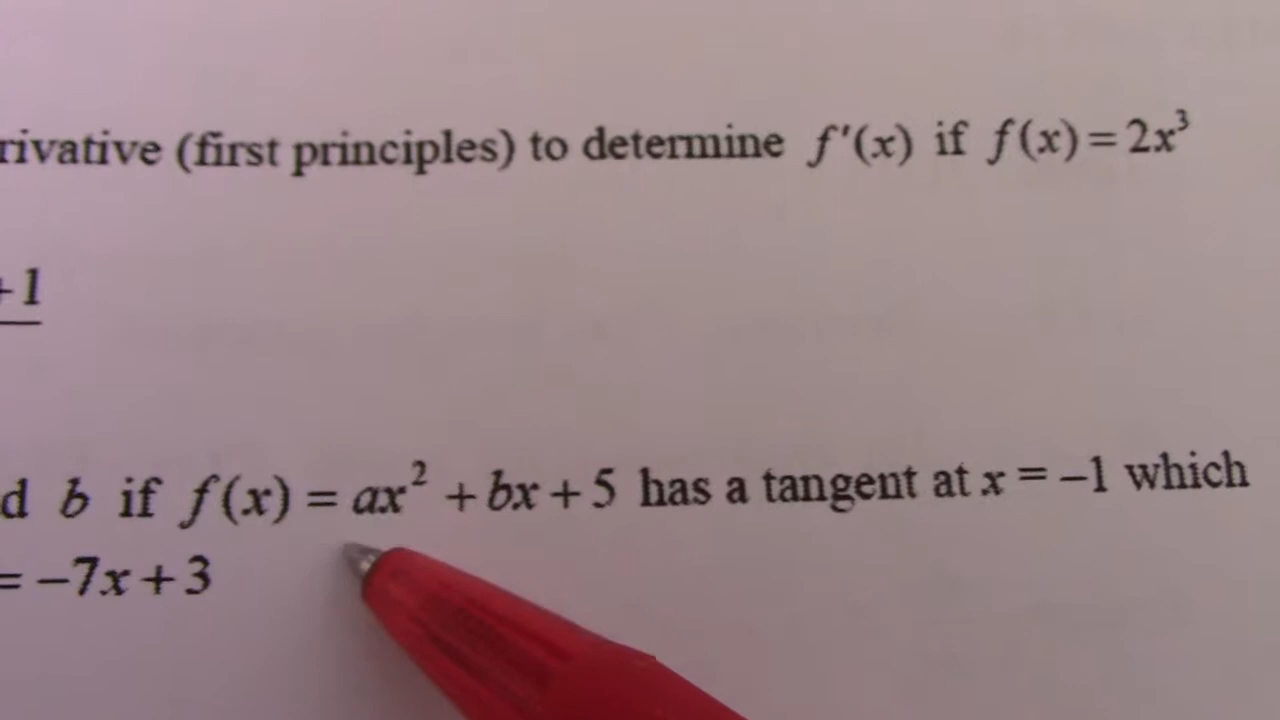 rivative (first principles) to determine f'(x) if f(x) = 2x³
+1
d b if f(x) = ax² + bx + 5 has a tangent at x = −1 which
= −7x + 3